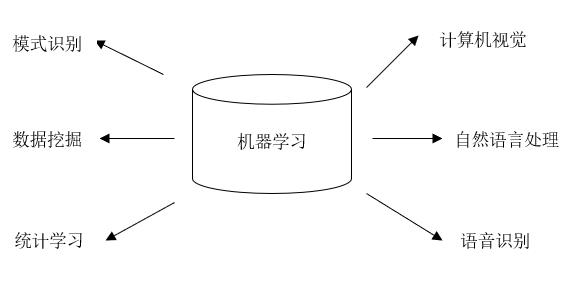 模式识别
计算机视觉
数据挖掘
机器学习
自然语言处理
统计学习
语音识别